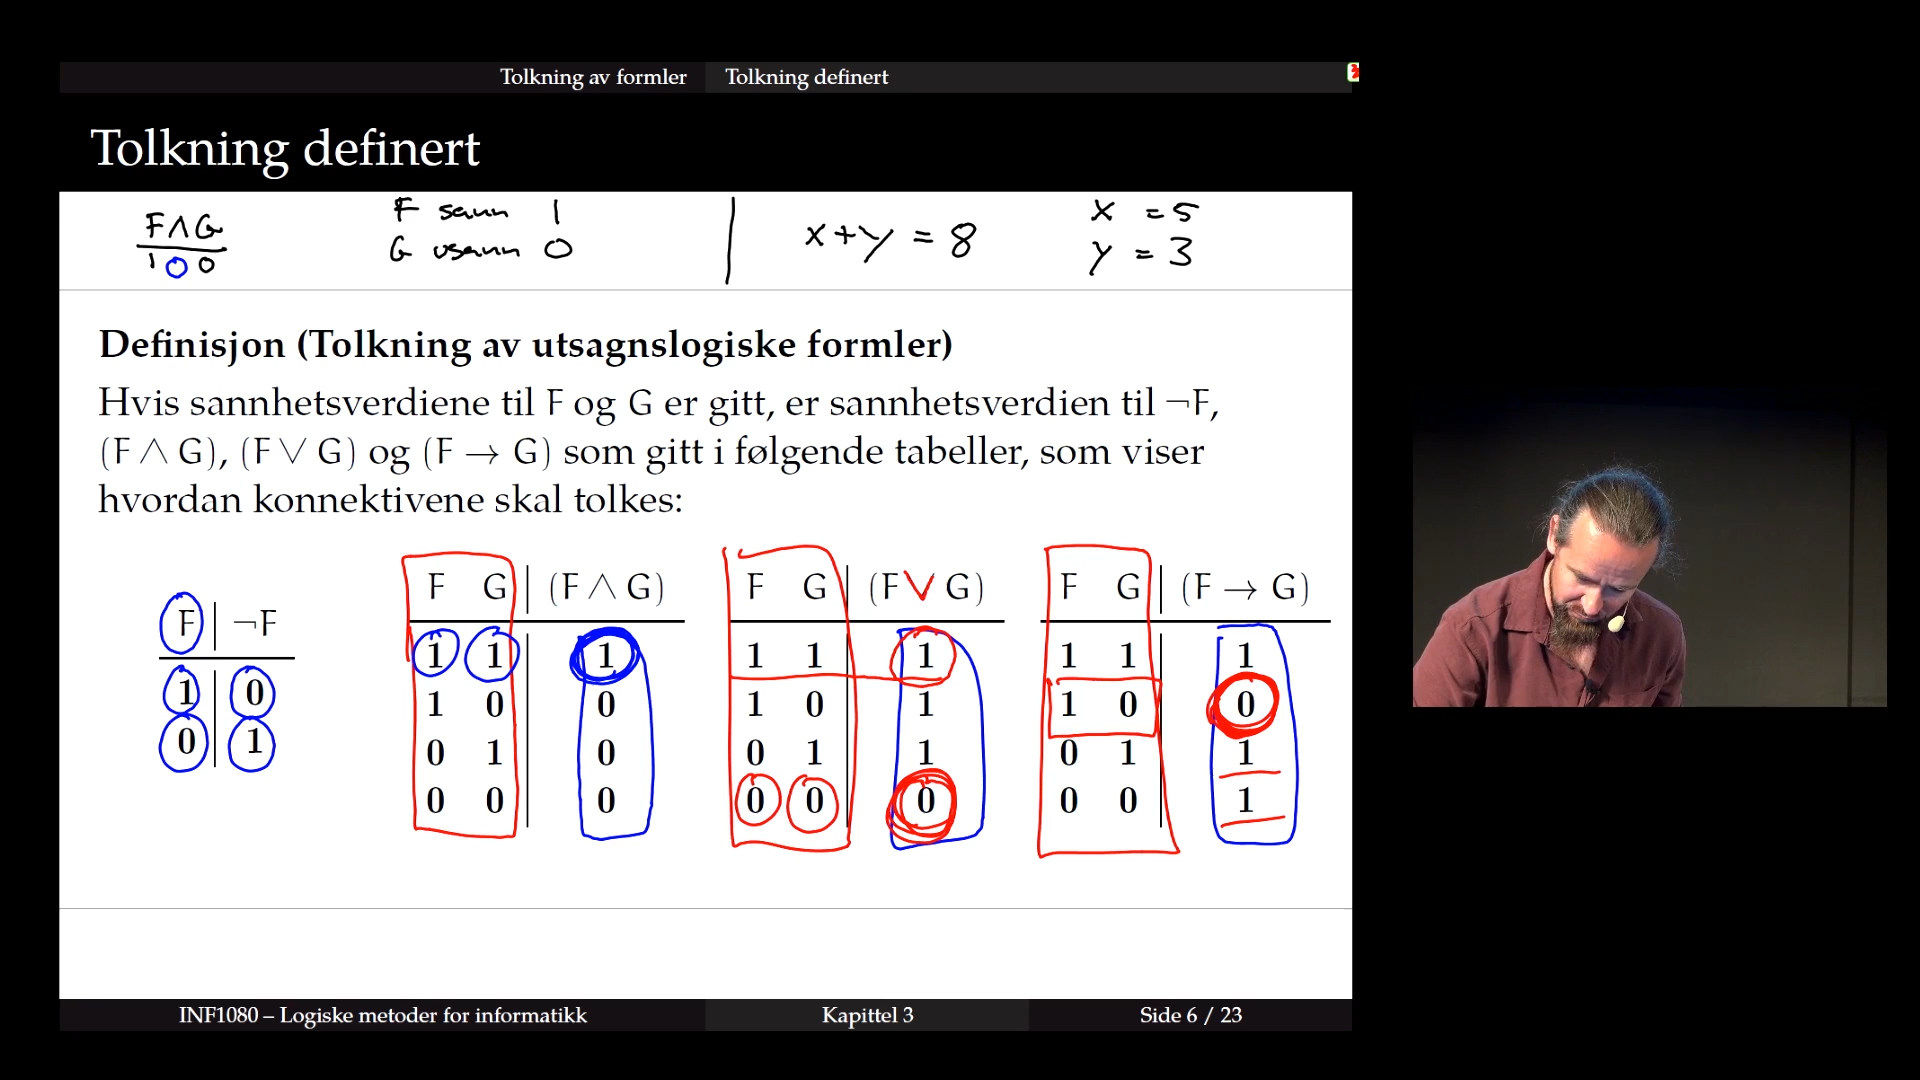 Tolkning av formler Tolkning definert
Tolkning definert
F∧G
1 0 0
F sann 1
G usann 0
x+y = 8
x = 5
y = 3
Definisjon (Tolkning av utsagnslogiske formler)
Hvis sannhetsverdiene til F og G er gitt, er sannhetsverdien til ¬F,
(F ∧ G), (F ∨ G) og (F → G) som gitt i følgende tabeller, som viser
hvordan konnektivene skal tolkes:
F ¬F
1 0
0 1
F G (F ∧ G)
1 1 1
1 0 0
0 1 0
0 0 0
F G (F ∨ G)
1 1 1
1 0 1
0 1 1
0 0 0
F G (F → G)
1 1 1
1 0 0
0 1 1
0 0 1
INF1080 – Logiske metoder for informatikk Kapittel 3 Side 6 / 23